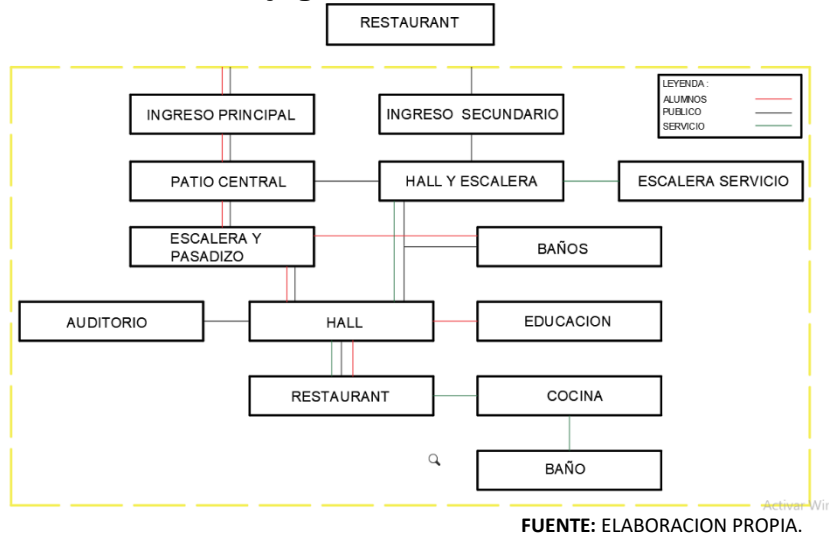 RESTAURANT
LEYENDA :
ALUMNOS
PUBLICO
SERVICIO
INGRESO PRINCIPAL
INGRESO SECUNDARIO
PATIO CENTRAL
HALL Y ESCALERA
ESCALERA SERVICIO
ESCALERA Y
PASADIZO
BAÑOS
AUDITORIO
HALL
EDUCACION
RESTAURANT
COCINA
BAÑO
Activar Win
FUENTE: ELABORACION PROPIA.